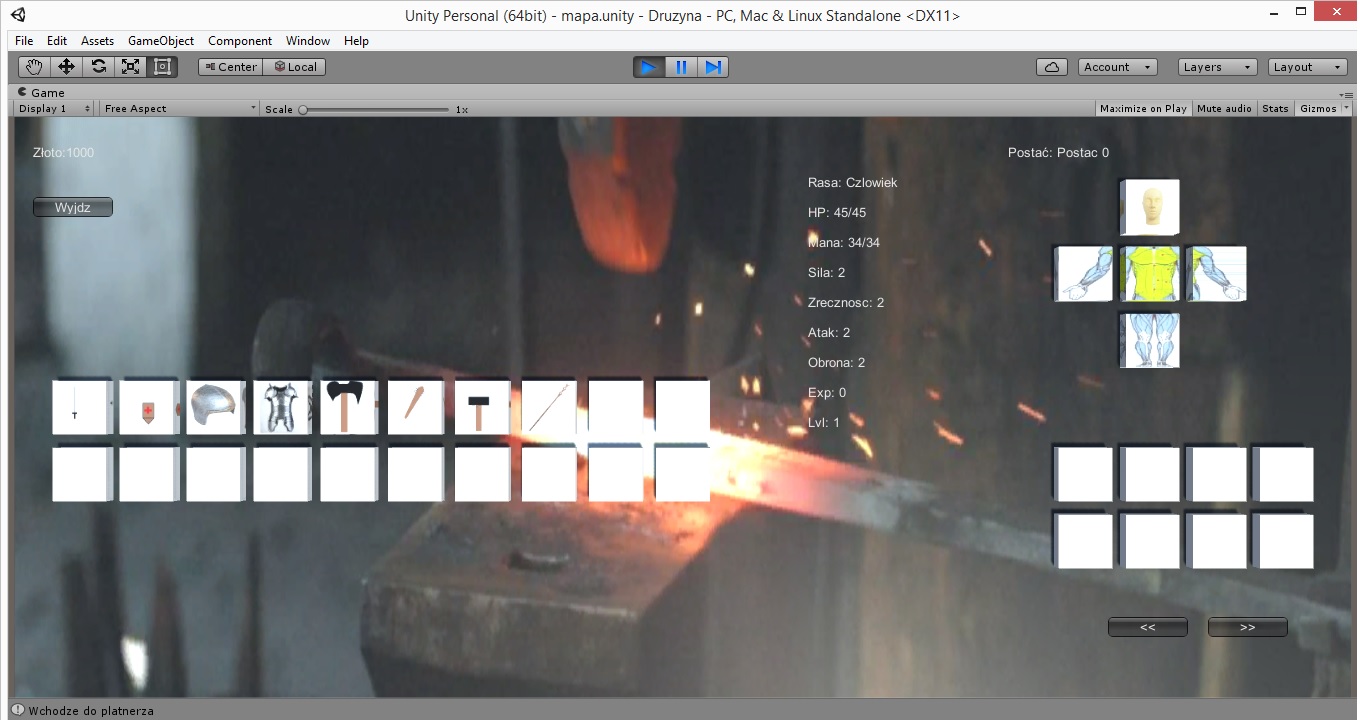 Unity Personal (64bit) - mapa.unity - Druzyna - PC, Mac & Linux Standalone <DX11>
File Edit Assets GameObject Component Window Help
Center Local Account Layers Layout
Game
Display 1 Free Aspect Scale 1x Maximize on Play Mute audio Stats Gizmos
Złoto:1000
Wyjdz
Postać: Postac 0
Rasa: Czlowiek
HP: 45/45
Mana: 34/34
Sila: 2
Zrecznosc: 2
Atak: 2
Obrona: 2
Exp: 0
Lvl: 1
<< >>
Wchodze do platnerza